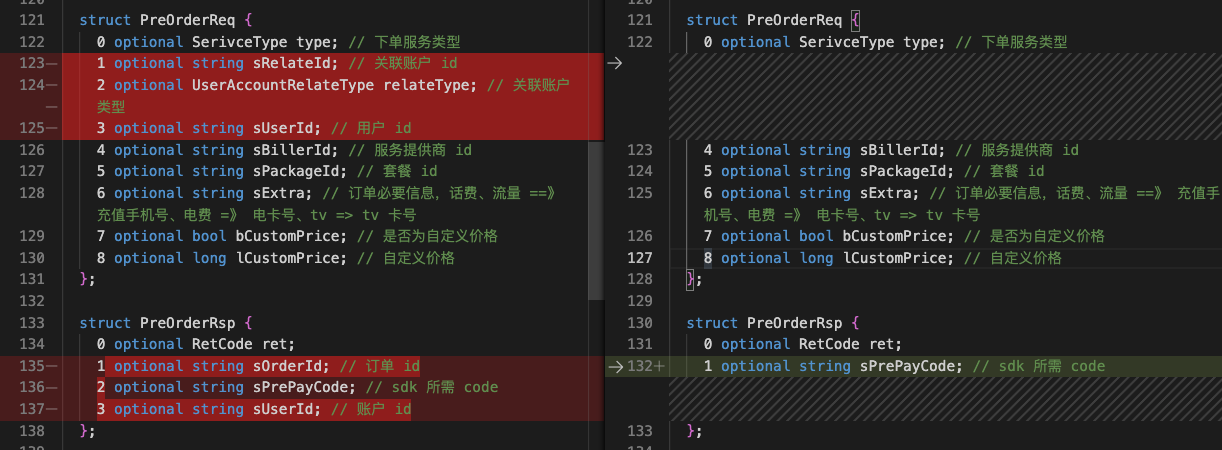 121 struct PreOrderReq {
122 0 optional SerivceType type; // 下单服务类型
123— 1 optional string sRelateId; // 关联账户 id
124— 2 optional UserAccountRelateType relateType; // 关联账户
— 类型
125— 3 optional string sUserId; // 用户 id
126 4 optional string sBillerId; // 服务提供商 id
127 5 optional string sPackageId; // 套餐 id
128 6 optional string sExtra; // 订单必要信息，话费、流量 ==》
充值手机号、电费 =》 电卡号、tv => tv 卡号
129 7 optional bool bCustomPrice; // 是否为自定义价格
130 8 optional long lCustomPrice; // 自定义价格
131 };
132
133 struct PreOrderRsp {
134 0 optional RetCode ret;
135— 1 optional string sOrderId; // 订单 id
136— 2 optional string sPrePayCode; // sdk 所需 code
137— 3 optional string sUserId; // 账户 id
138 };
121 struct PreOrderReq {
122 0 optional SerivceType type; // 下单服务类型
123 4 optional string sBillerId; // 服务提供商 id
124 5 optional string sPackageId; // 套餐 id
125 6 optional string sExtra; // 订单必要信息，话费、流量 ==》 充值手
机号、电费 =》 电卡号、tv => tv 卡号
126 7 optional bool bCustomPrice; // 是否为自定义价格
127 8 optional long lCustomPrice; // 自定义价格
128 };
129
130 struct PreOrderRsp {
131 0 optional RetCode ret;
132+ 1 optional string sPrePayCode; // sdk 所需 code
133 };